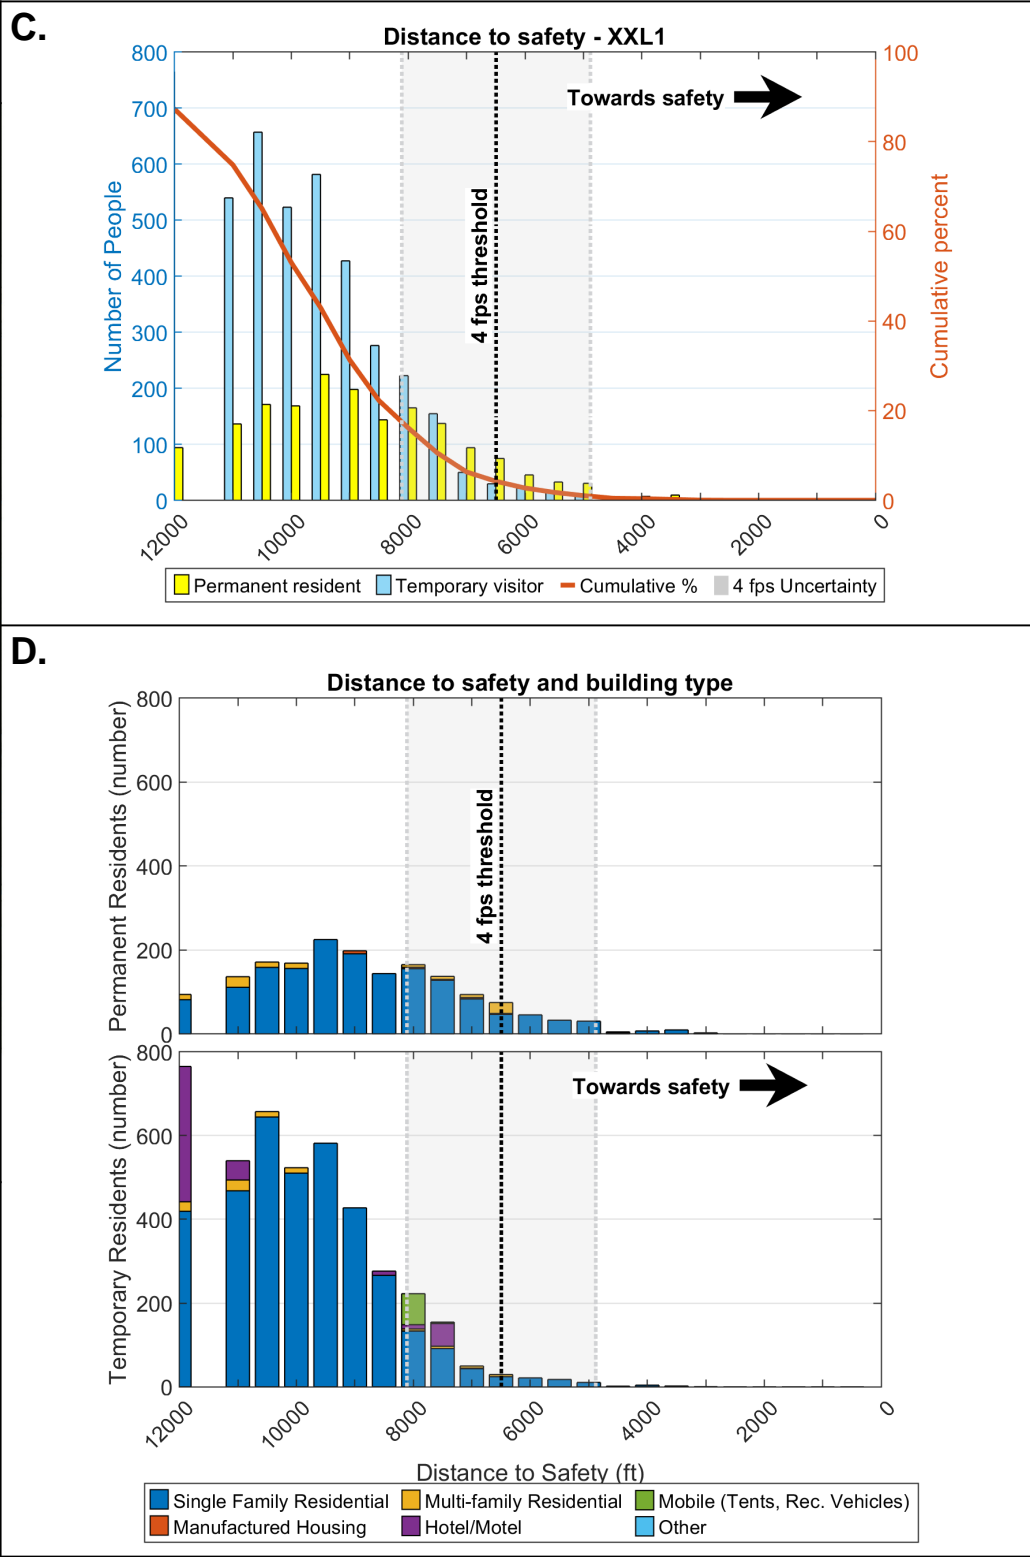 C.
Distance to safety - XXL1
800
700
600
500
400
300
200
100
0
Number of People
100
80
60
40
20
0
Cumulative percent
Towards safety
4 fps threshold
12000
10000
8000
6000
4000
2000
0
Permanent resident
Temporary visitor
Cumulative %
4 fps Uncertainty
D.
Distance to safety and building type
800
600
400
200
0
Permanent Residents (number)
4 fps threshold
800
600
400
200
0
Temporary Residents (number)
Towards safety
12000
10000
8000
6000
4000
2000
0
Distance to Safety (ft)
Single Family Residential
Multi-family Residential
Mobile (Tents, Rec. Vehicles)
Manufactured Housing
Hotel/Motel
Other